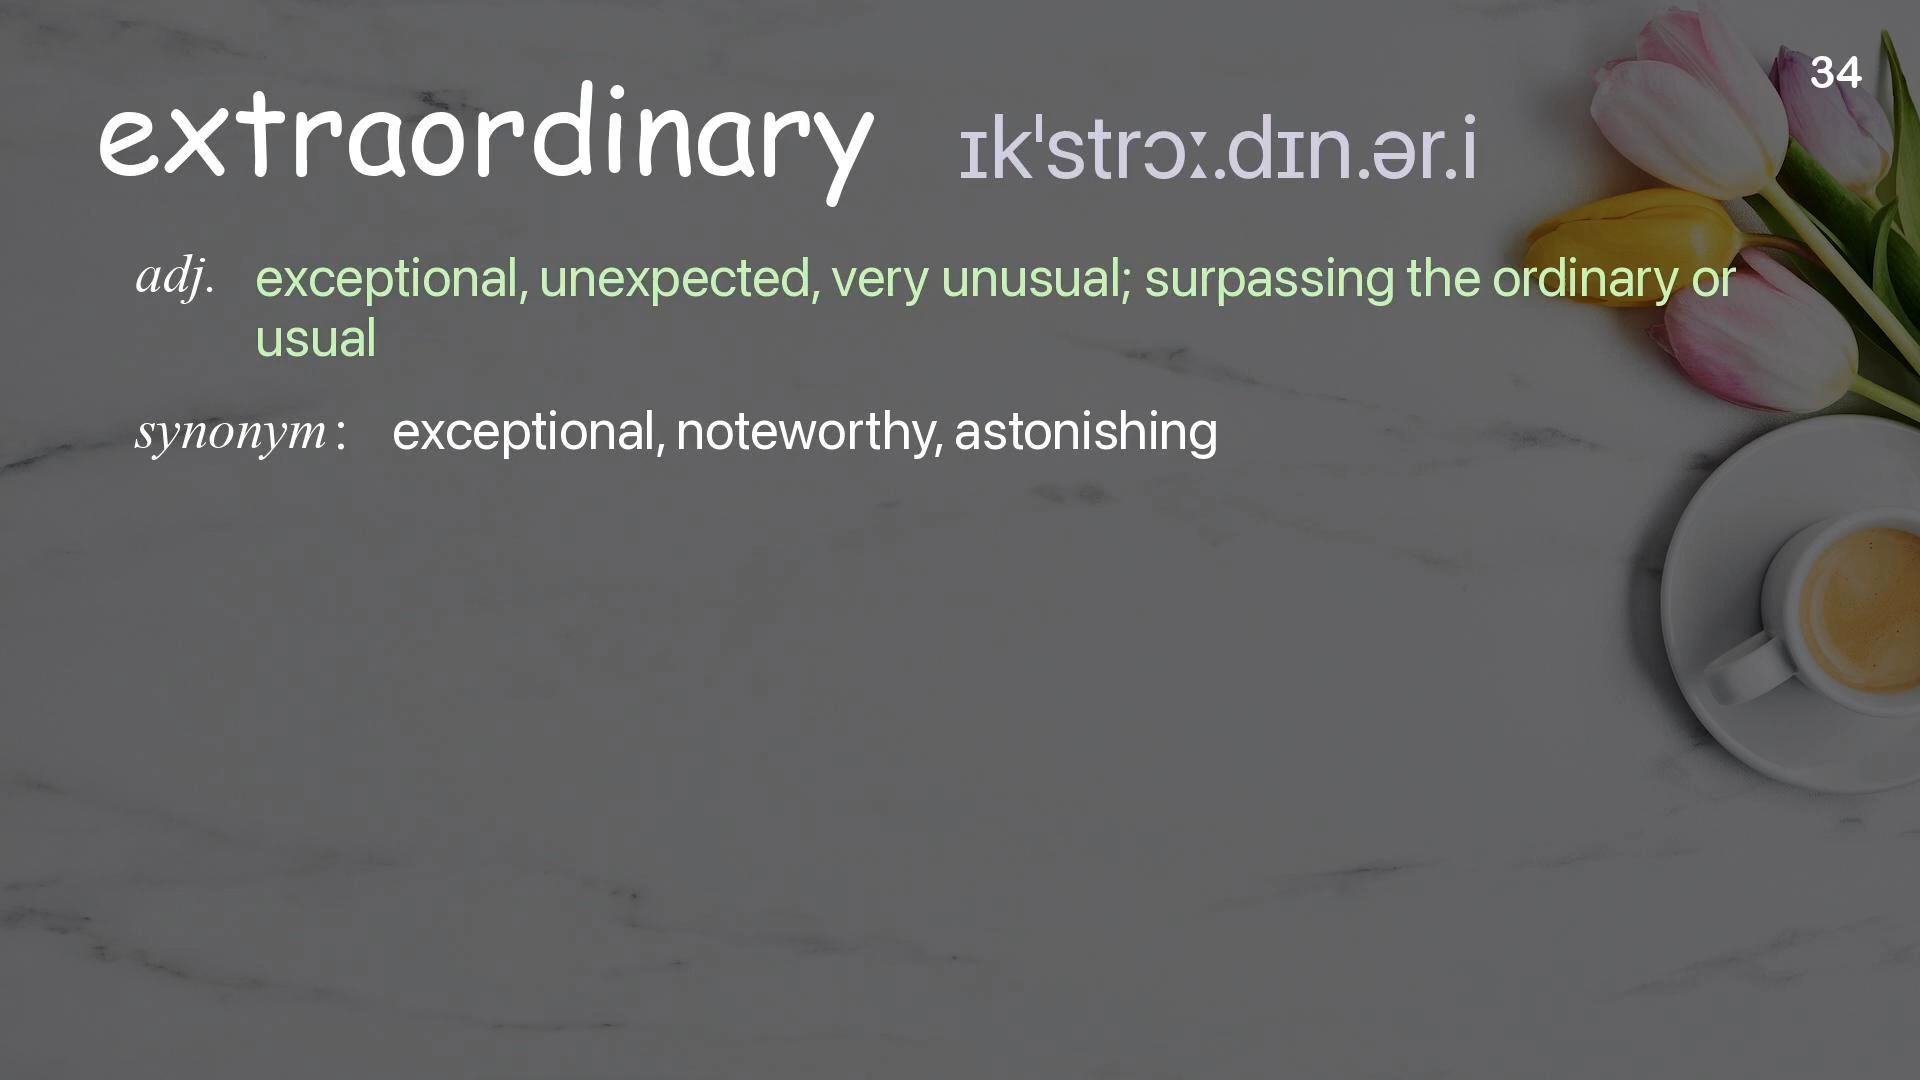 34
extraordinary ɪkˈstrɔː.dɪn.ər.i
adj. exceptional, unexpected, very unusual; surpassing the ordinary or
usual
synonym: exceptional, noteworthy, astonishing